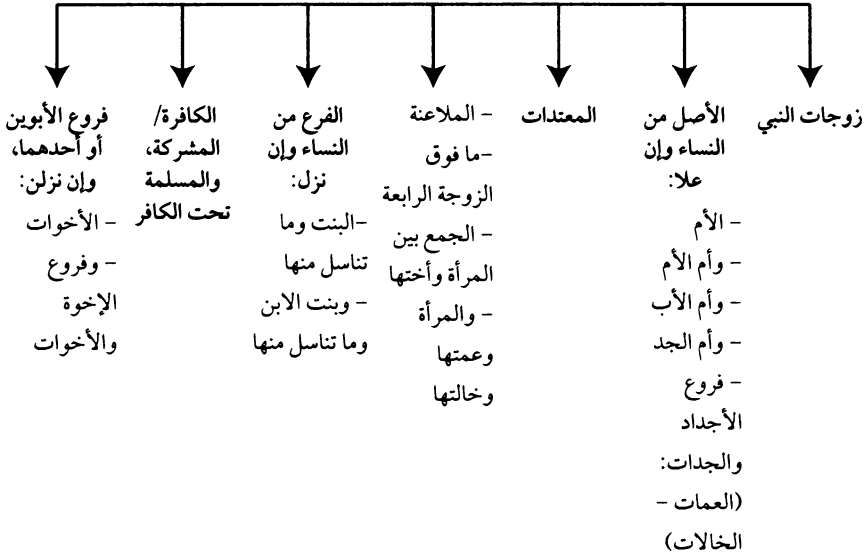 زوجات النبي
الأصل من
النساء وإن
علا:
– الأم
– وأم الأم
– وأم الأب
– وأم الجد
– فروع
الأجداد
والجدات:
(العمات –
الخالات)
المعتدات
– الملاعنة
–ما فوق
الزوجة الرابعة
– الجمع بين
المرأة وأختها
– والمرأة
وعمتها
وخالتها
الفرع من
النساء وإن
نزل:
–البنت وما
تناسل منها
– وبنت الابن
وما تناسل منها
الكافرة/
المشركة،
والمسلمة
تحت الكافر
فروع الأبوين
أو أحدهما،
وإن نزلن:
– الأخوات
– وفروع
الإخوة
والأخوات